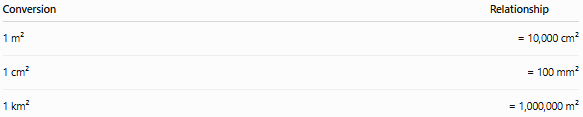 Conversion Relationship
1 m² = 10,000 cm²
1 cm² = 100 mm²
1 km² = 1,000,000 m²